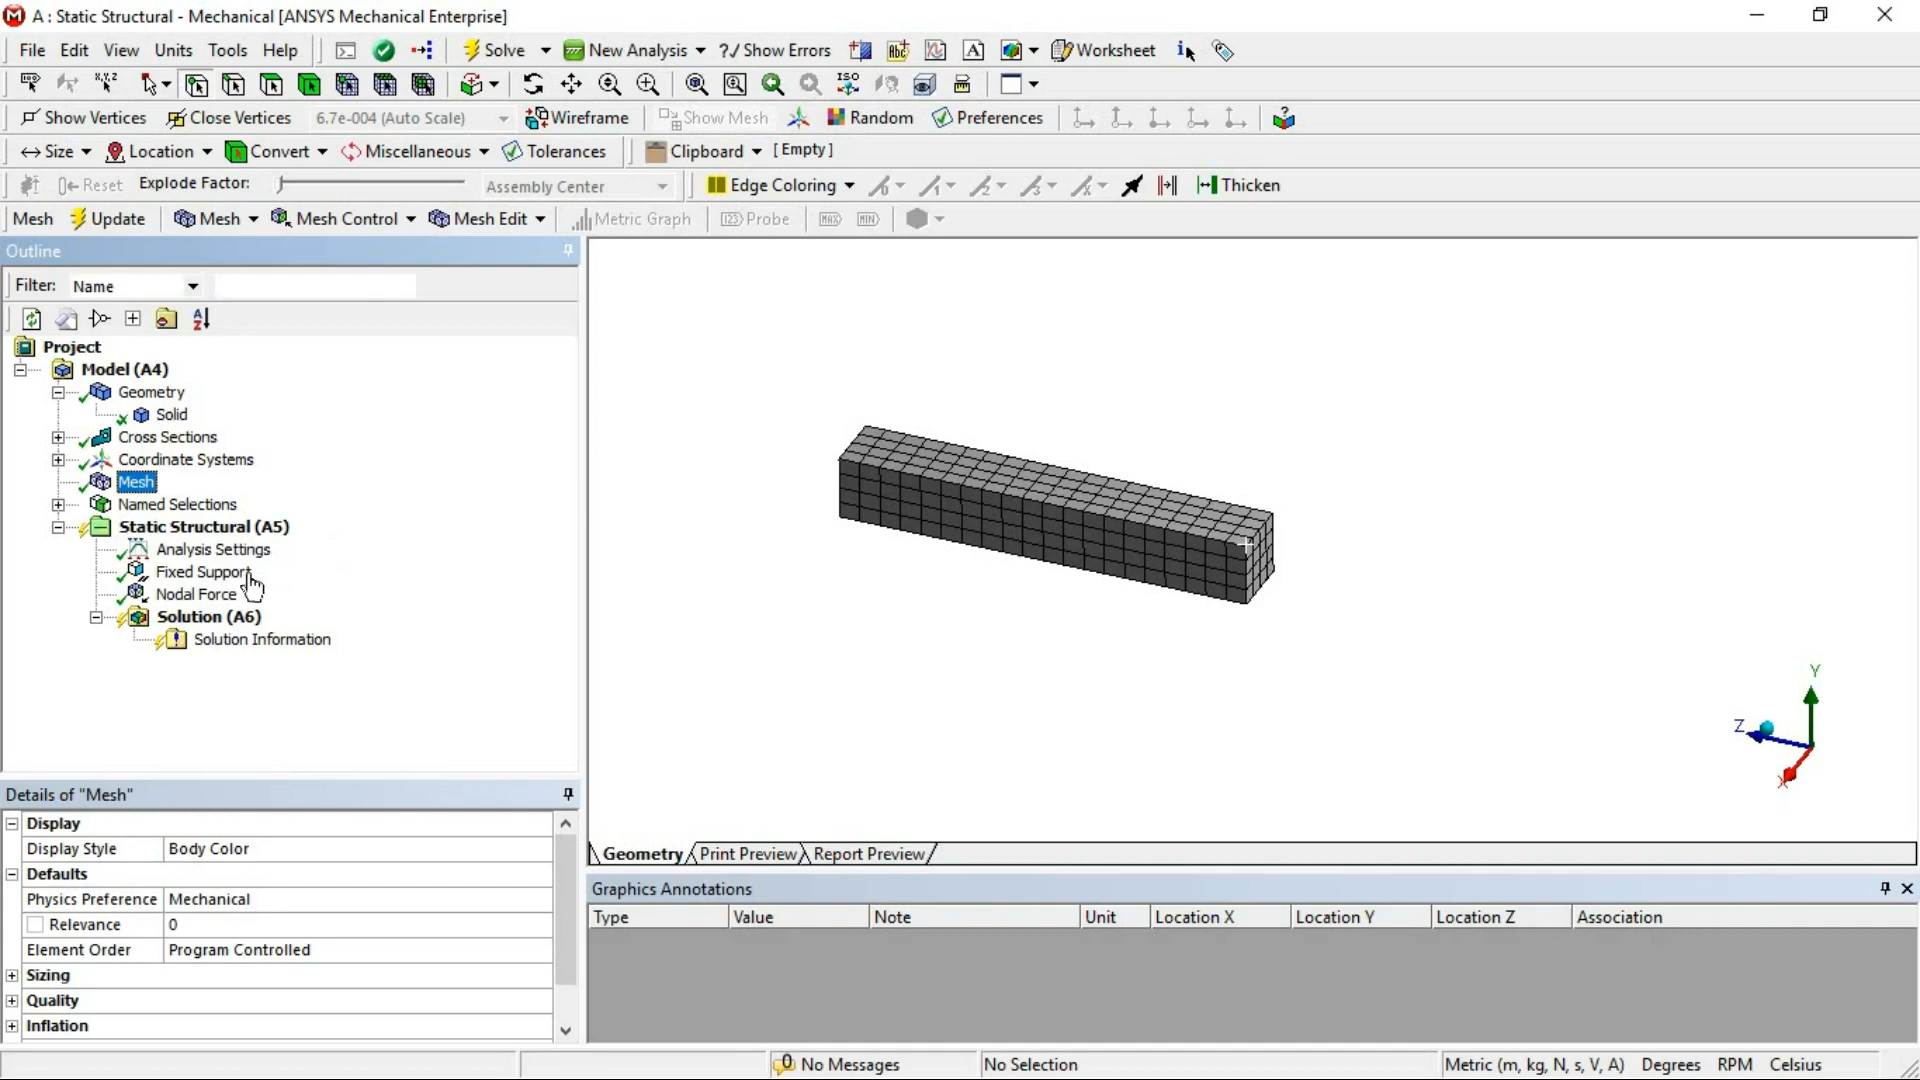 A : Static Structural - Mechanical [ANSYS Mechanical Enterprise]
File Edit View Units Tools Help Solve New Analysis ?/ Show Errors Worksheet
Show Vertices Close Vertices 6.7e-004 (Auto Scale) Wireframe Show Mesh Random Preferences
Size Location Convert Miscellaneous Tolerances Clipboard [ Empty ]
Reset Explode Factor: Assembly Center Edge Coloring Thicken
Mesh Update Mesh Mesh Control Mesh Edit Metric Graph Probe MAX MIN
Outline
Filter: Name
Project
Model (A4)
Geometry
Solid
Cross Sections
Coordinate Systems
Mesh
Named Selections
Static Structural (A5)
Analysis Settings
Fixed Support
Nodal Force
Solution (A6)
Solution Information
Y
Z
X
Details of "Mesh"
Display
Display Style Body Color
Defaults
Physics Preference Mechanical
Relevance 0
Element Order Program Controlled
Sizing
Quality
Inflation
Geometry Print Preview Report Preview
Graphics Annotations
Type Value Note Unit Location X Location Y Location Z Association
No Messages No Selection Metric (m, kg, N, s, V, A) Degrees RPM Celsius